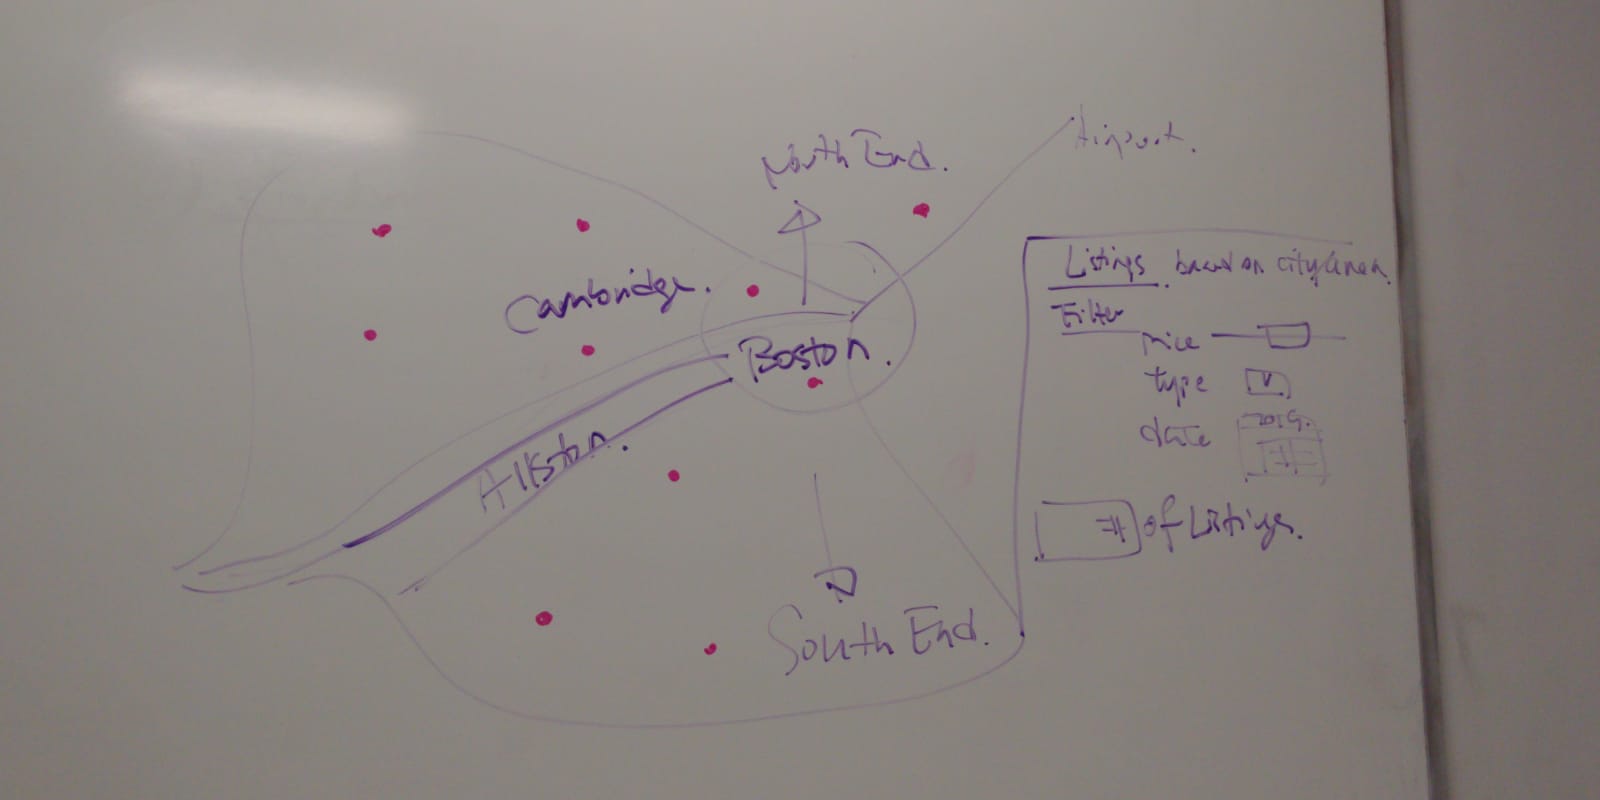 Airport.
North End.
Cambridge.
Boston.
Allston.
South End.
Listings based on city/area.
Filter
price
type
date 2019.
# of Listings.